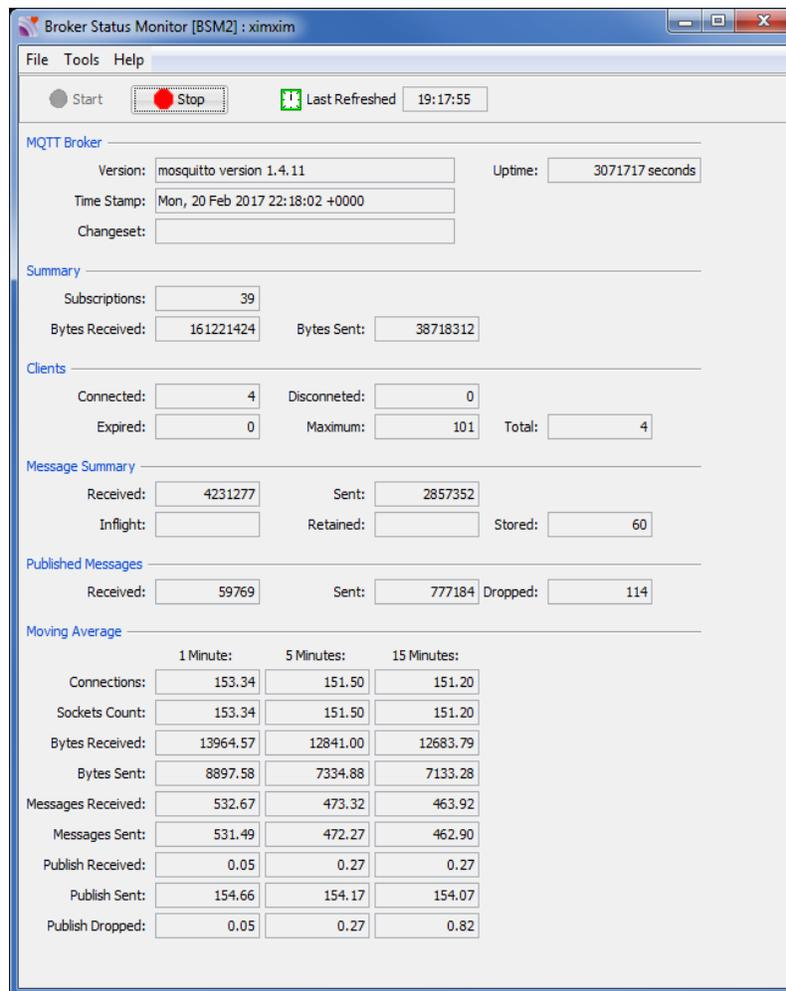 Broker Status Monitor [BSM2] : ximxim
File Tools Help
Start Stop Last Refreshed 19:17:55
MQTT Broker
Version: mosquitto version 1.4.11 Uptime: 3071717 seconds
Time Stamp: Mon, 20 Feb 2017 22:18:02 +0000
Changeset:
Summary
Subscriptions: 39
Bytes Received: 161221424 Bytes Sent: 38718312
Clients
Connected: 4 Disconneted: 0
Expired: 0 Maximum: 101 Total: 4
Message Summary
Received: 4231277 Sent: 2857352
Inflight: Retained: Stored: 60
Published Messages
Received: 59769 Sent: 777184 Dropped: 114
Moving Average
1 Minute: 5 Minutes: 15 Minutes:
Connections: 153.34 151.50 151.20
Sockets Count: 153.34 151.50 151.20
Bytes Received: 13964.57 12841.00 12683.79
Bytes Sent: 8897.58 7334.88 7133.28
Messages Received: 532.67 473.32 463.92
Messages Sent: 531.49 472.27 462.90
Publish Received: 0.05 0.27 0.27
Publish Sent: 154.66 154.17 154.07
Publish Dropped: 0.05 0.27 0.82